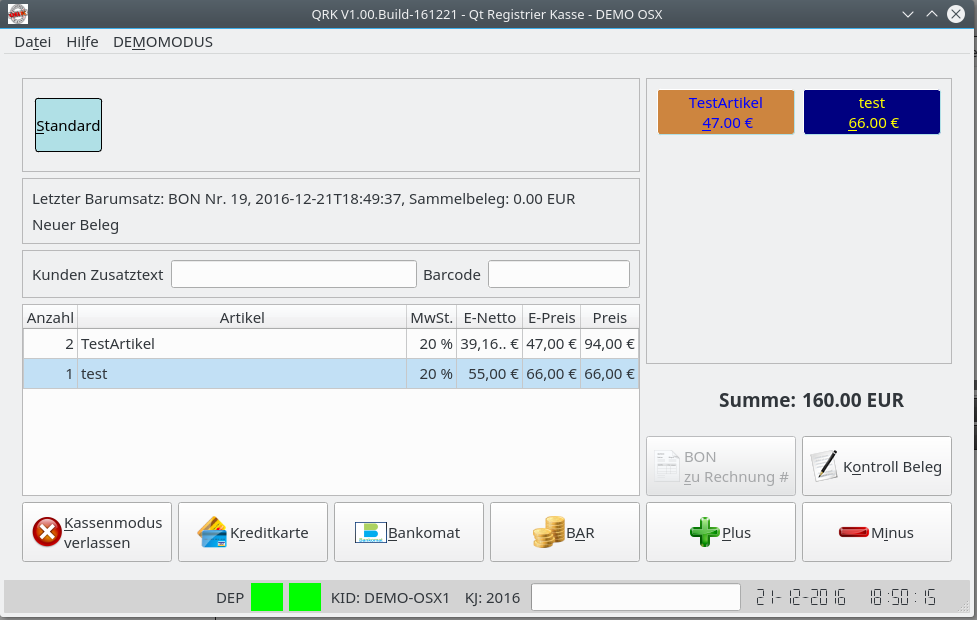 QRK
QRK V1.00.Build-161221 - Qt Registrier Kasse - DEMO OSX
Datei Hilfe DEMOMODUS
Standard
TestArtikel
47.00 €
test
66.00 €
Letzter Barumsatz: BON Nr. 19, 2016-12-21T18:49:37, Sammelbeleg: 0.00 EUR
Neuer Beleg
Kunden Zusatztext Barcode
Anzahl Artikel MwSt. E-Netto E-Preis Preis
2 TestArtikel 20 % 39,16.. € 47,00 € 94,00 €
1 test 20 % 55,00 € 66,00 € 66,00 €
Summe: 160.00 EUR
BON
zu Rechnung #
Kontroll Beleg
Kassenmodus
verlassen
Kreditkarte
Bankomat
Bankomat
BAR
Plus
Minus
DEP KID: DEMO-OSX1 KJ: 2016 21-12-2016 18:50:15